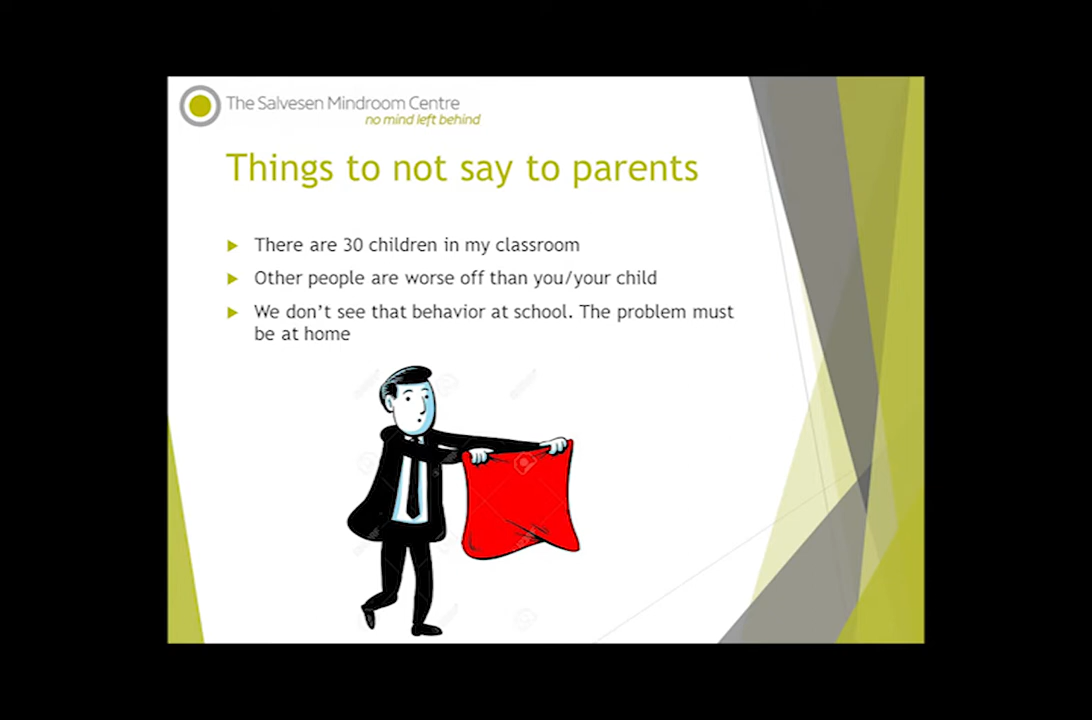 The Salvesen Mindroom Centre
no mind left behind
Things to not say to parents
There are 30 children in my classroom
Other people are worse off than you/your child
We don't see that behavior at school. The problem must
be at home